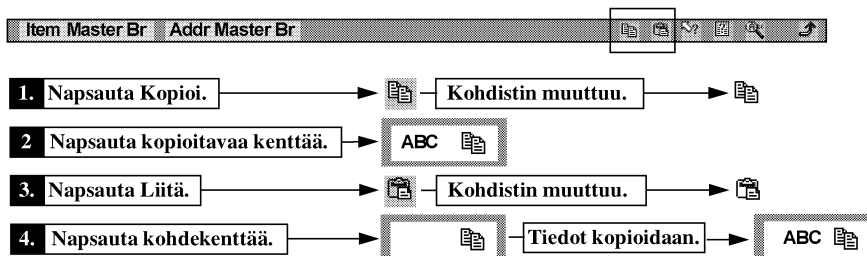 Item Master Br Addr Master Br
1. Napsauta Kopioi. Kohdistin muuttuu.
2 Napsauta kopioitavaa kenttää. ABC
3. Napsauta Liitä. Kohdistin muuttuu.
4. Napsauta kohdekenttää. Tiedot kopioidaan. ABC